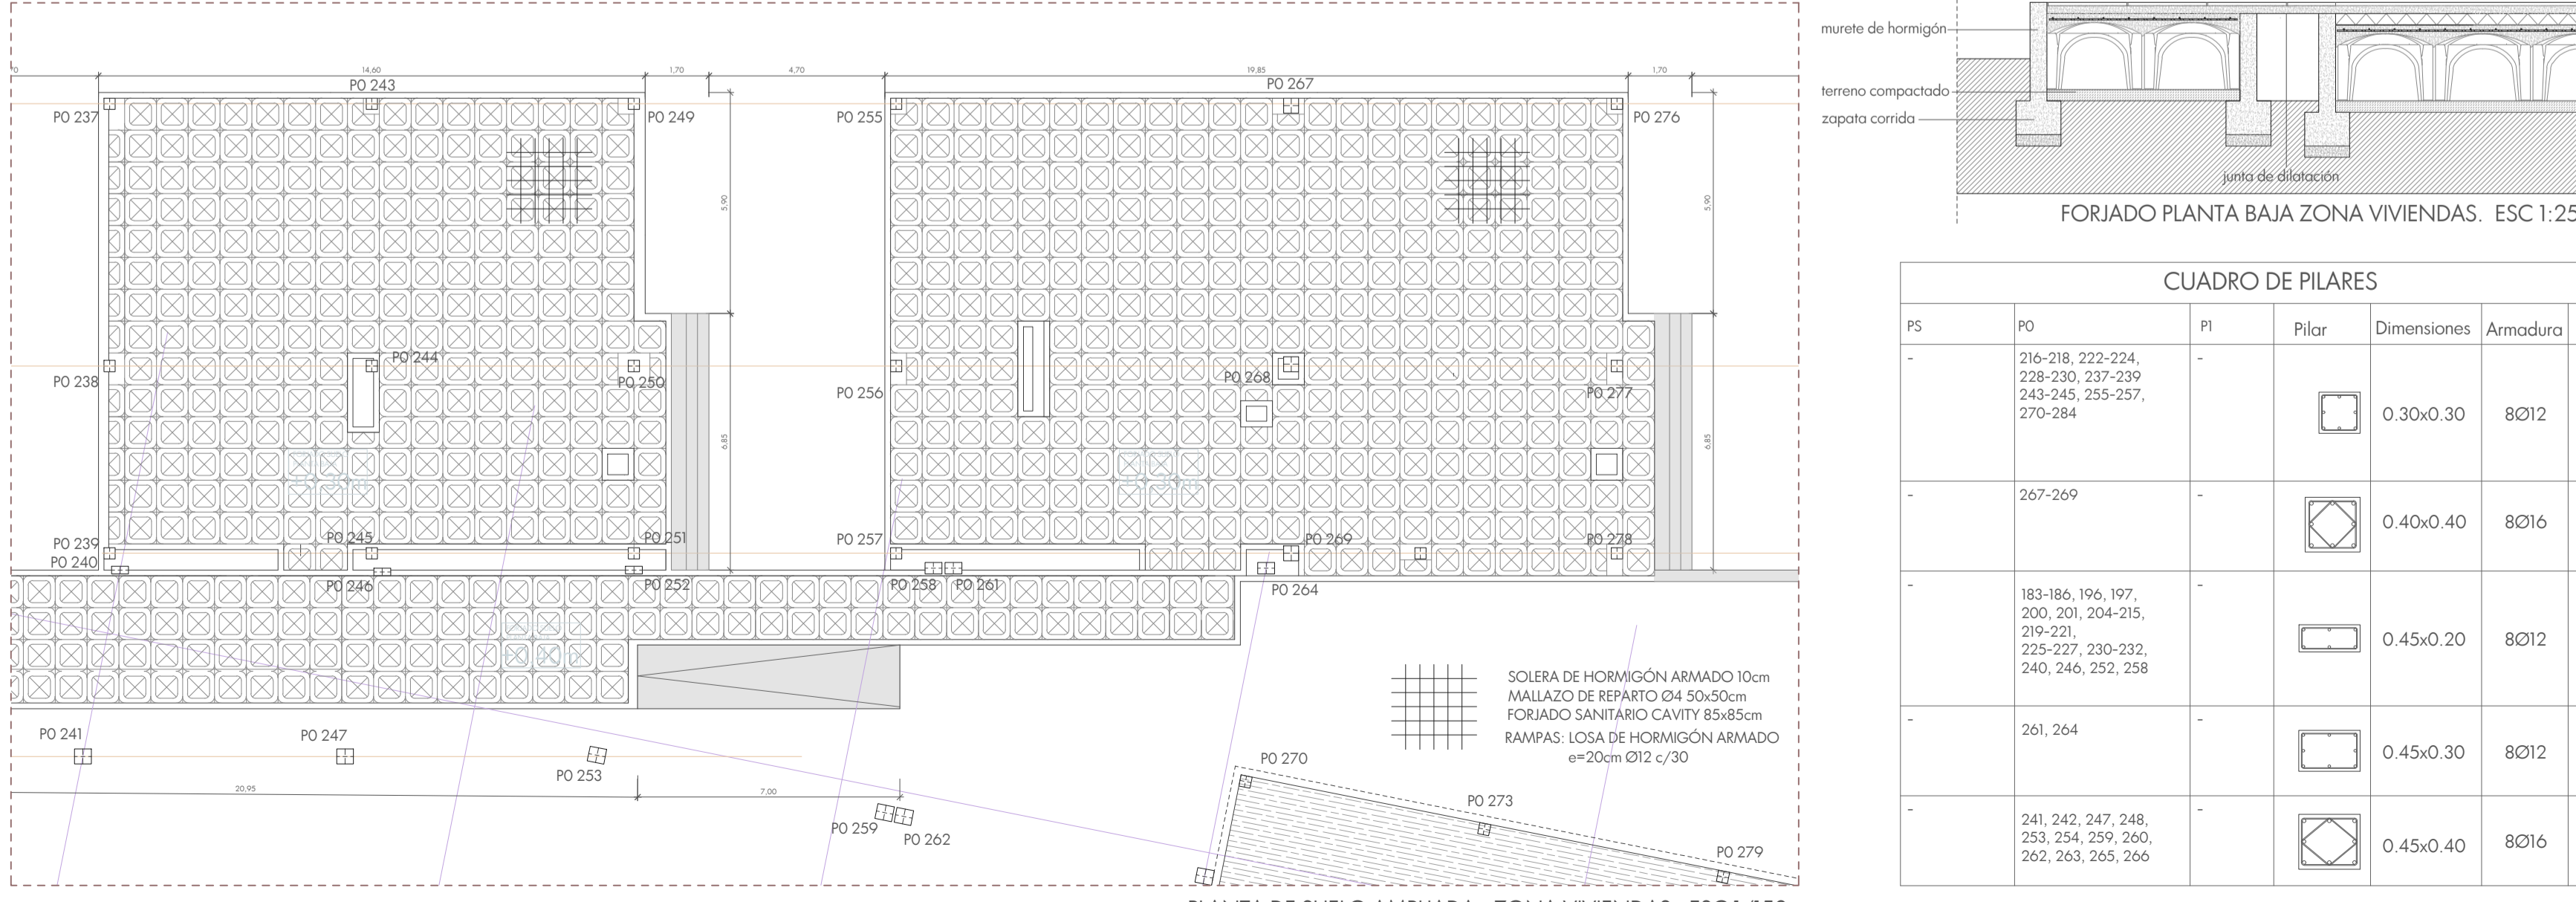 14,60
1,70
4,70
19,85
1,70
P0 243
P0 267
P0 237
P0 249
P0 255
P0 276
5,90
5,90
P0 244
P0 238
P0 250
P0 256
P0 268
P0 277
6,85
6,85
+0.30m
+0.30m
P0 239
P0 245
P0 251
P0 257
P0 269
P0 278
P0 240
P0 246
P0 252
P0 258
P0 261
P0 264
+0.40m
SOLERA DE HORMIGÓN ARMADO 10cm
MALLAZO DE REPARTO Ø4 50x50cm
FORJADO SANITARIO CAVITY 85x85cm
RAMPAS: LOSA DE HORMIGÓN ARMADO
e=20cm Ø12 c/30
P0 241
P0 247
P0 253
20,95
7,00
P0 259
P0 262
P0 270
P0 273
P0 279
murete de hormigón
terreno compactado
zapata corrida
junta de dilatación
FORJADO PLANTA BAJA ZONA VIVIENDAS. ESC 1:25
CUADRO DE PILARES
PS P0 P1 Pilar Dimensiones Armadura
- 216-218, 222-224, -
228-230, 237-239
243-245, 255-257,
270-284
0.30x0.30 8Ø12
- 267-269 -
0.40x0.40 8Ø16
- 183-186, 196, 197, -
200, 201, 204-215,
219-221,
225-227, 230-232,
240, 246, 252, 258
0.45x0.20 8Ø12
- 261, 264 -
0.45x0.30 8Ø12
- 241, 242, 247, 248, -
253, 254, 259, 260,
262, 263, 265, 266
0.45x0.40 8Ø16